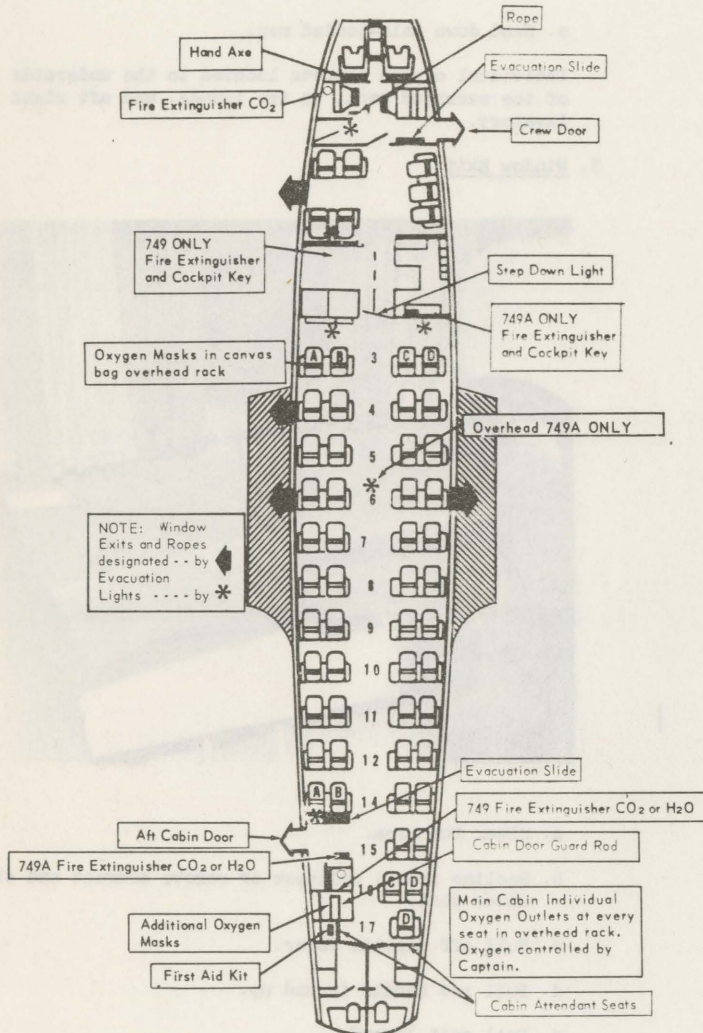 Rope
Hand Axe
Evacuation Slide
Fire Extinguisher CO2
Crew Door
749 ONLY
Fire Extinguisher
and Cockpit Key
Step Down Light
749A ONLY
Fire Extinguisher
and Cockpit Key
Oxygen Masks in canvas
bag overhead rack
A B 3 C D
4
Overhead 749A ONLY
5
6
NOTE: Window
Exits and Ropes
designated - - by
Evacuation
Lights - - - - by *
7
8
9
10
11
12
Evacuation Slide
A B 14
749 Fire Extinguisher CO2 or H2O
Aft Cabin Door
15
Cabin Door Guard Rod
749A Fire Extinguisher CO2 or H2O
C D
Main Cabin Individual
Oxygen Outlets at every
seat in overhead rack.
Oxygen controlled by
Captain.
Additional Oxygen
Masks
17 D
First Aid Kit
Cabin Attendant Seats